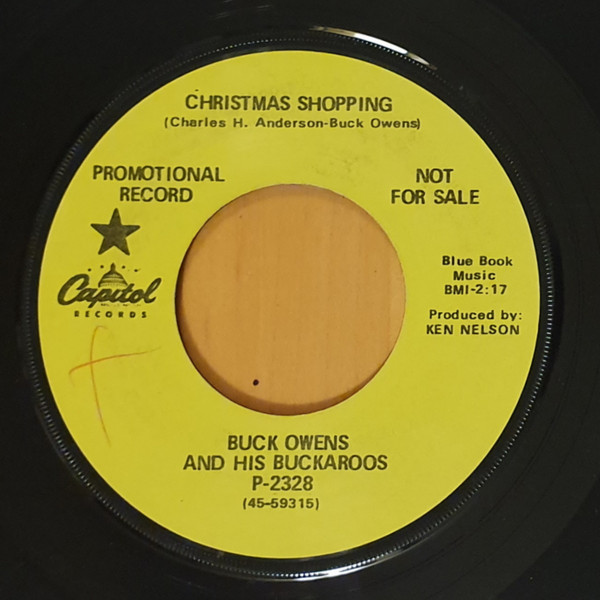 CHRISTMAS SHOPPING
(Charles H. Anderson-Buck Owens)
PROMOTIONAL
RECORD
NOT
FOR SALE
Capitol
RECORDS
Blue Book
Music
BMI-2:17
Produced by:
KEN NELSON
BUCK OWENS
AND HIS BUCKAROOS
P-2328
(45-59315)